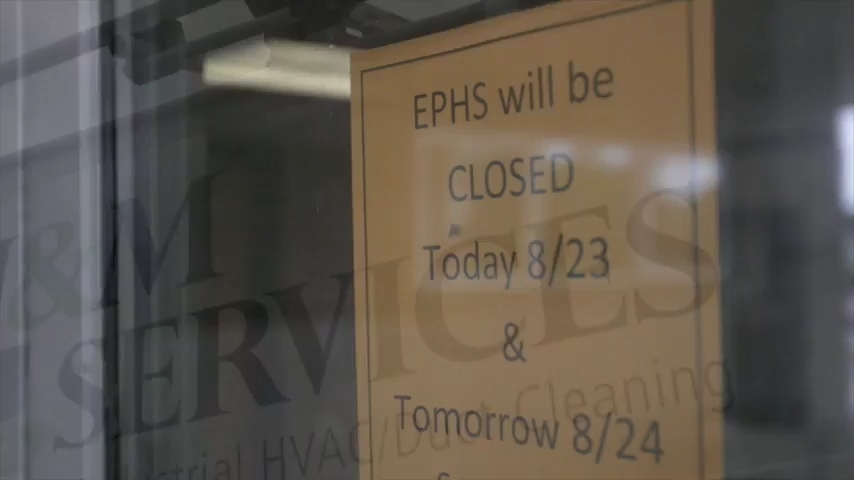 EPHS will be
CLOSED
Today 8/23
&
Tomorrow 8/24
&M
SERVICES
HVAC/Duct Cleaning